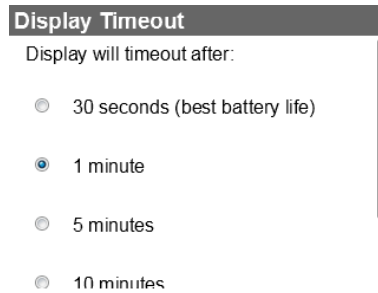 Display Timeout
Display will timeout after:
30 seconds (best battery life)
1 minute
5 minutes
10 minutes